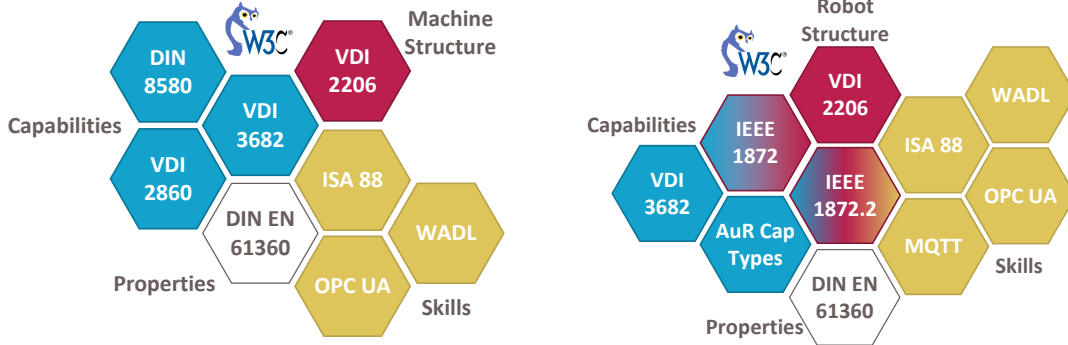 Machine
Structure
DIN
8580
W3C®
VDI
2206
VDI
3682
Capabilities
VDI
2860
ISA 88
DIN EN
61360
WADL
Properties
OPC UA
Skills
Robot
Structure
W3C®
VDI
2206
WADL
Capabilities
IEEE
1872
ISA 88
VDI
3682
IEEE
1872.2
OPC UA
AuR Cap
Types
MQTT
Skills
DIN EN
61360
Properties